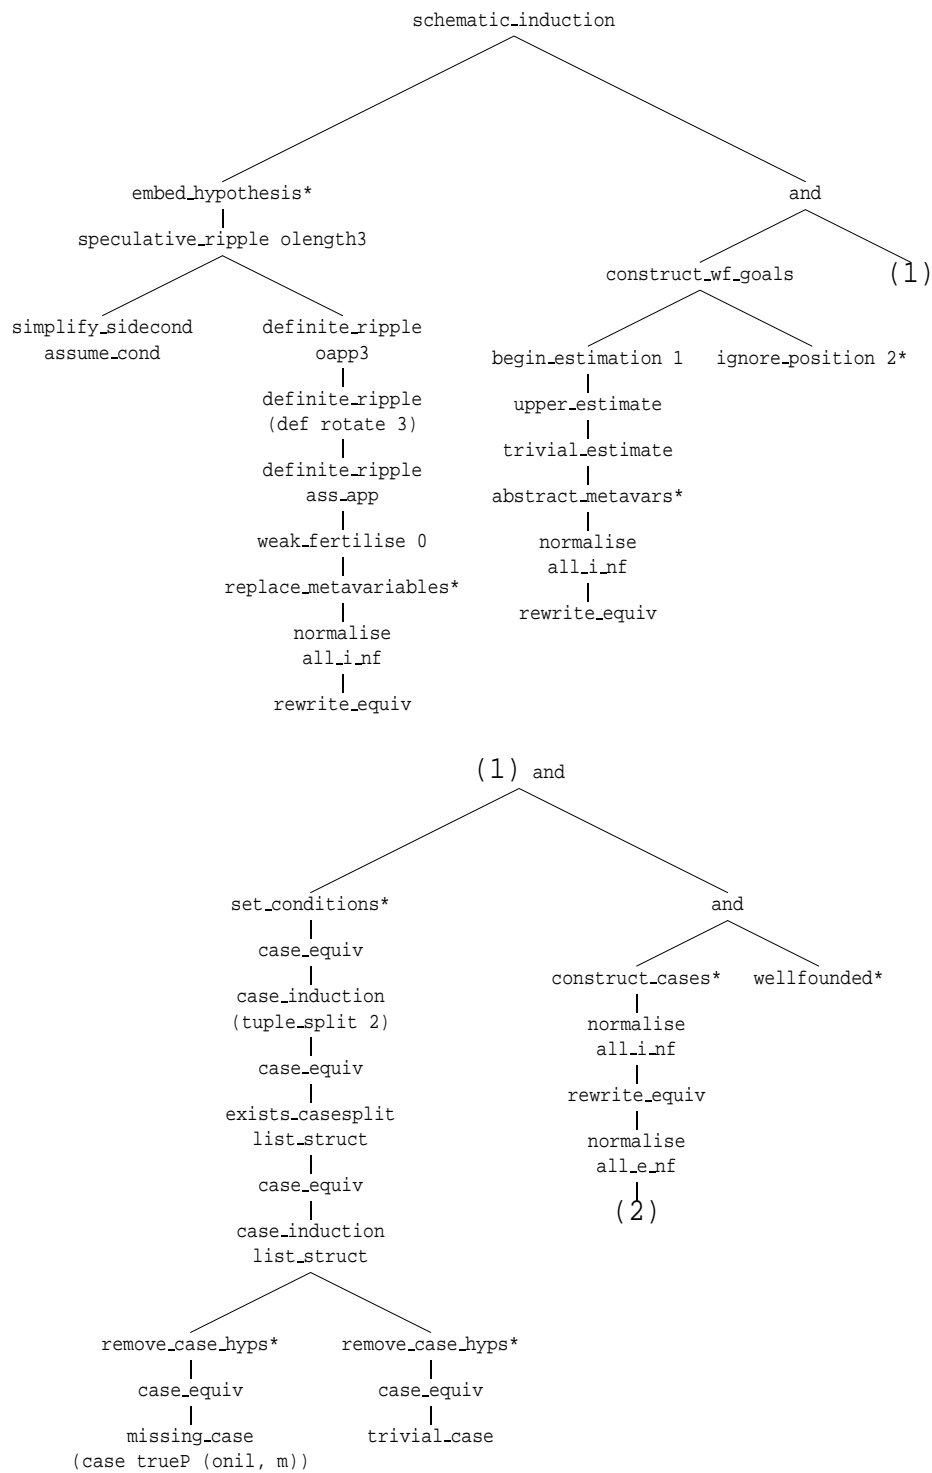 schematic_induction
embed_hypothesis*
and
speculative_ripple olength3
construct_wf_goals
(1)
simplify_sidecond
assume_cond
definite_ripple
oapp3
begin_estimation 1
ignore_position 2*
definite_ripple
(def rotate 3)
upper_estimate
trivial_estimate
definite_ripple
ass_app
abstract_metavars*
weak_fertilise 0
normalise
all_i_nf
replace_metavariables*
rewrite_equiv
normalise
all_i_nf
rewrite_equiv
(1) and
set_conditions*
and
case_equiv
construct_cases*
wellfounded*
case_induction
(tuple_split 2)
normalise
all_i_nf
case_equiv
rewrite_equiv
exists_casesplit
list_struct
normalise
all_e_nf
case_equiv
(2)
case_induction
list_struct
remove_case_hyps*
remove_case_hyps*
case_equiv
case_equiv
missing_case
(case trueP (onil, m))
trivial_case